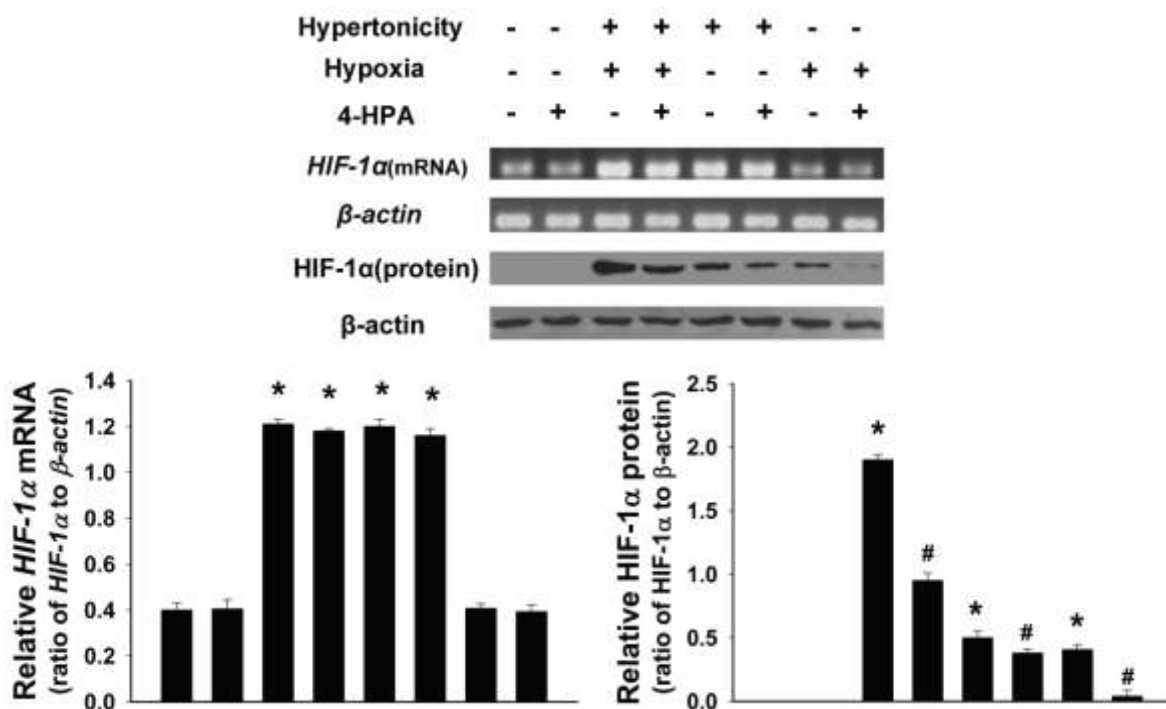 Hypertonicity - - + + + + - -
Hypoxia - - + + - - + +
4-HPA - + - + - + - +
HIF-1α(mRNA)
β-actin
HIF-1α(protein)
β-actin
Relative HIF-1α mRNA
(ratio of HIF-1α to β-actin)
1.4
1.2
1.0
0.8
0.6
0.4
0.2
0.0
* * * *
Relative HIF-1α protein
(ratio of HIF-1α to β-actin)
2.5
2.0
1.5
1.0
0.5
0.0
* # * # * #